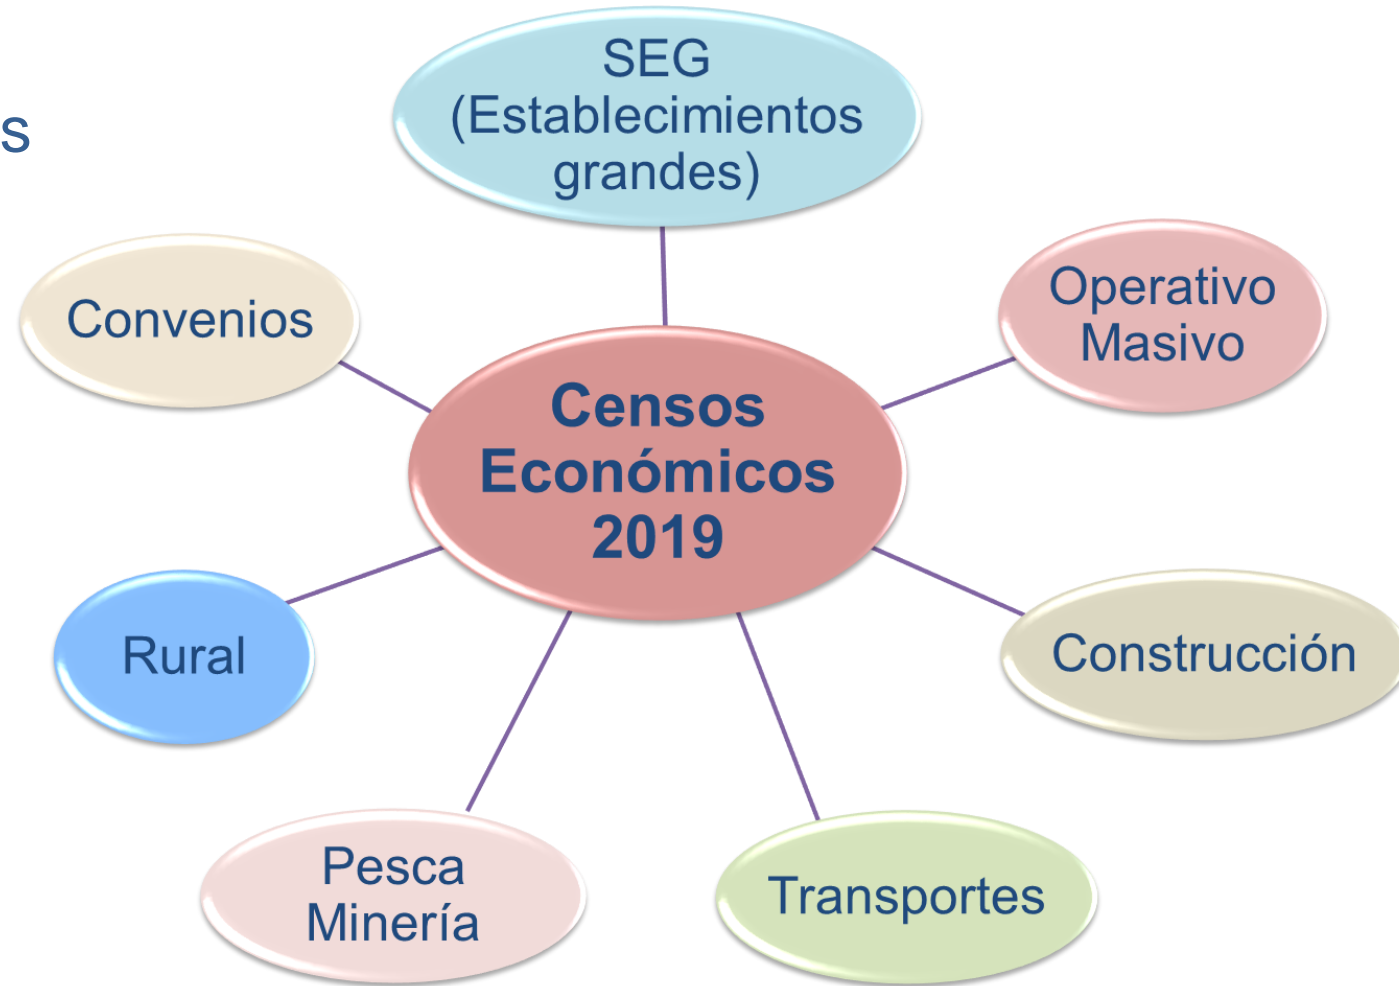 s
SEG
(Establecimientos
grandes)
Convenios
Operativo
Masivo
Censos
Económicos
2019
Rural
Construcción
Pesca
Minería
Transportes